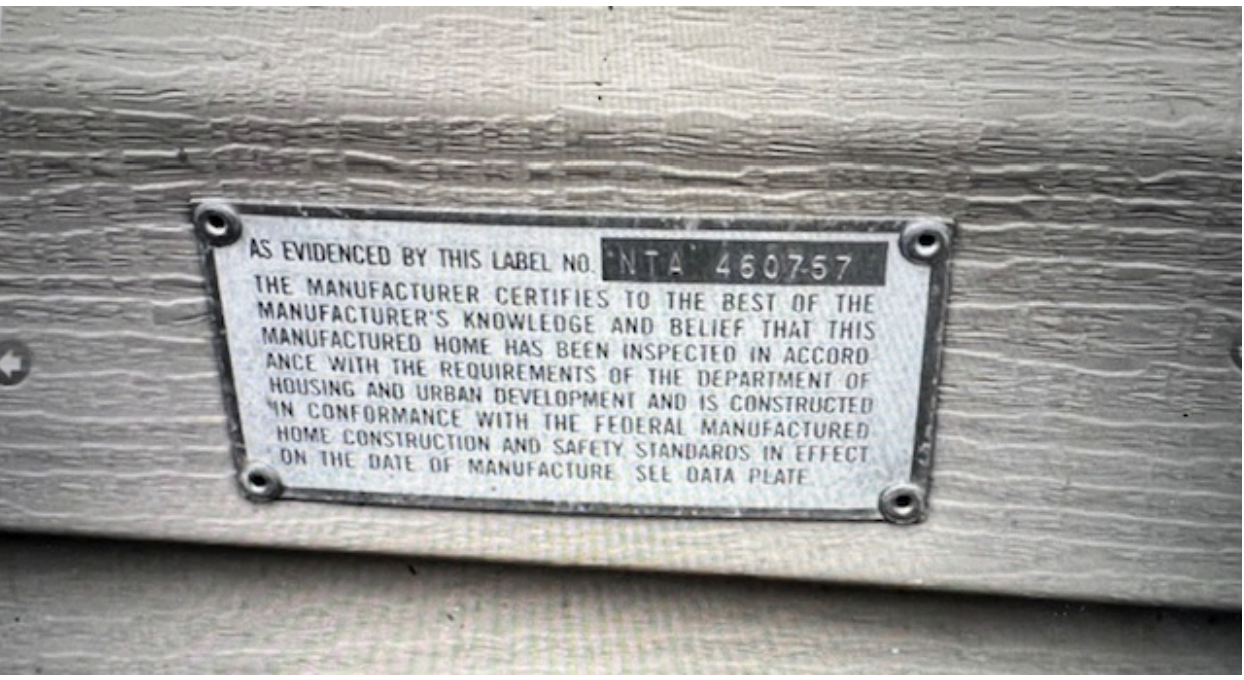 AS EVIDENCED BY THIS LABEL NO. NTA 460757
THE MANUFACTURER CERTIFIES TO THE BEST OF THE
MANUFACTURER'S KNOWLEDGE AND BELIEF THAT THIS
MANUFACTURED HOME HAS BEEN INSPECTED IN ACCORD
ANCE WITH THE REQUIREMENTS OF THE DEPARTMENT OF
HOUSING AND URBAN DEVELOPMENT AND IS CONSTRUCTED
IN CONFORMANCE WITH THE FEDERAL MANUFACTURED
HOME CONSTRUCTION AND SAFETY STANDARDS IN EFFECT
ON THE DATE OF MANUFACTURE. SEE DATA PLATE